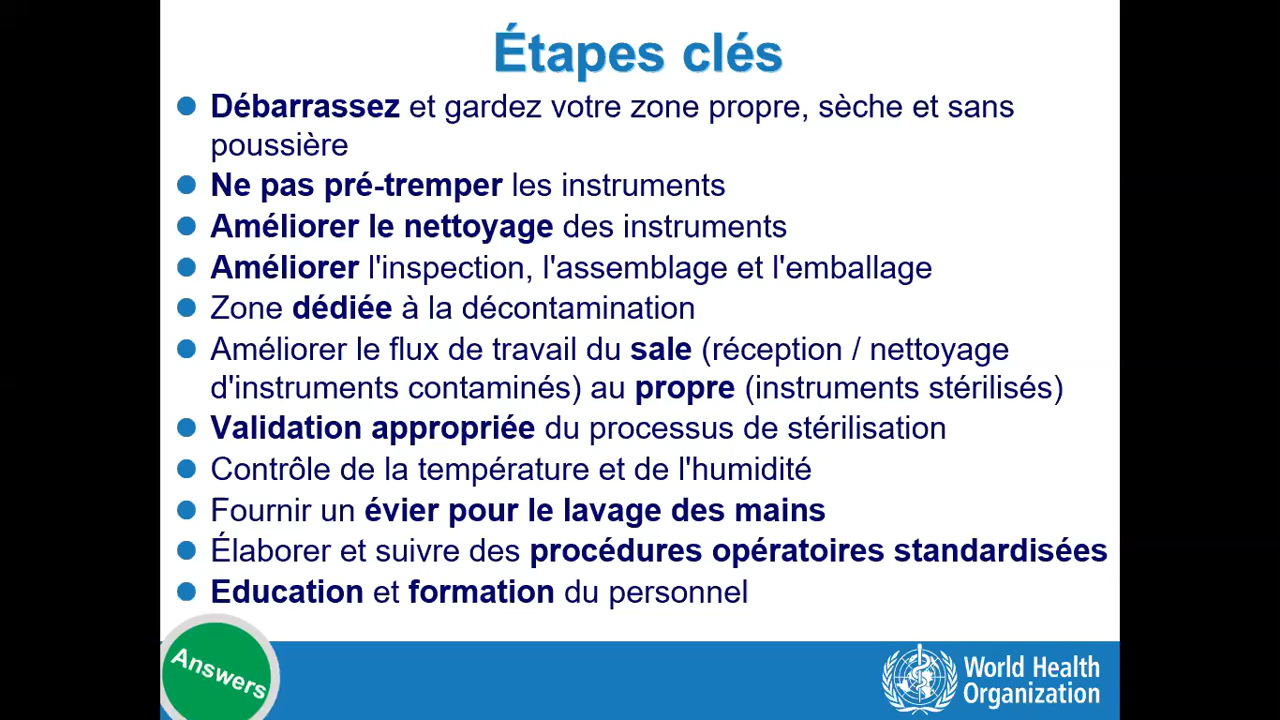 Étapes clés
Débarrassez et gardez votre zone propre, sèche et sans
poussière
Ne pas pré-tremper les instruments
Améliorer le nettoyage des instruments
Améliorer l'inspection, l'assemblage et l'emballage
Zone dédiée à la décontamination
Améliorer le flux de travail du sale (réception / nettoyage
d'instruments contaminés) au propre (instruments stérilisés)
Validation appropriée du processus de stérilisation
Contrôle de la température et de l'humidité
Fournir un évier pour le lavage des mains
Élaborer et suivre des procédures opératoires standardisées
Education et formation du personnel
Answers
World Health
Organization